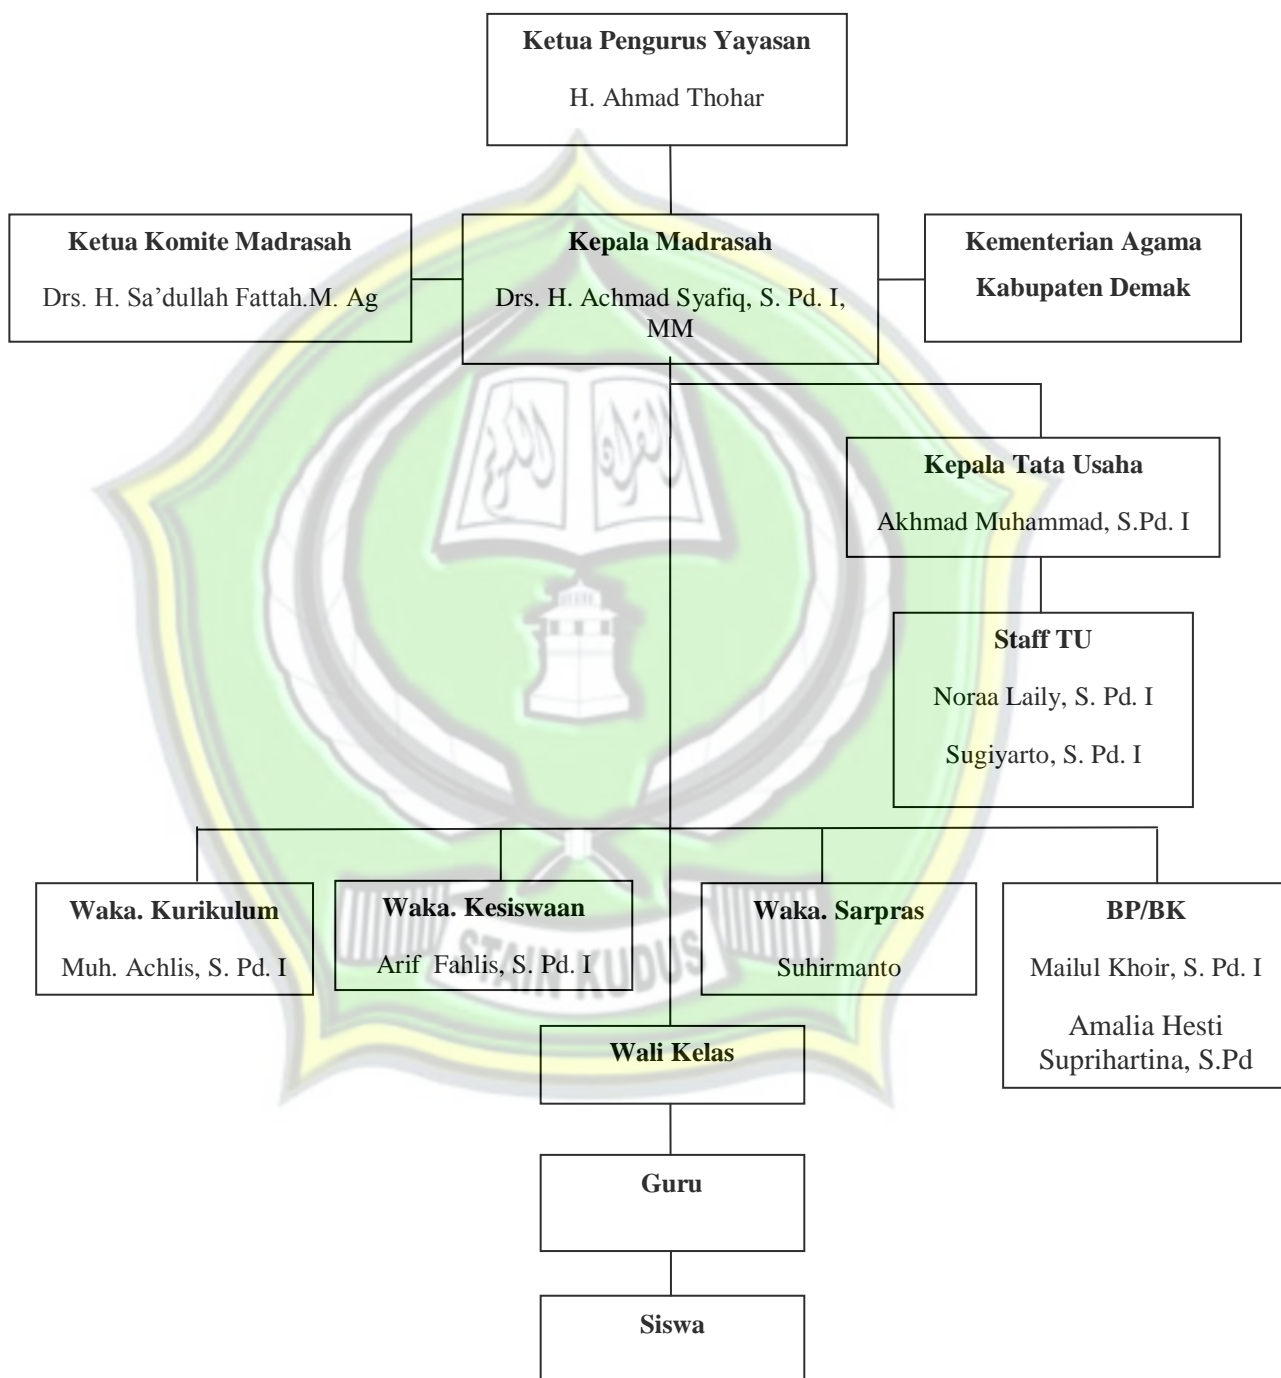 Ketua Pengurus Yayasan
H. Ahmad Thohar
Ketua Komite Madrasah
Drs. H. Sa’dullah Fattah.M. Ag
Kepala Madrasah
Drs. H. Achmad Syafiq, S. Pd. I,
MM
Kementerian Agama
Kabupaten Demak
Kepala Tata Usaha
Akhmad Muhammad, S.Pd. I
Staff TU
Noraa Laily, S. Pd. I
Sugiyarto, S. Pd. I
Waka. Kurikulum
Muh. Achlis, S. Pd. I
Waka. Kesiswaan
Arif  Fahlis, S. Pd. I
Waka. Sarpras
Suhirmanto
BP/BK
Mailul Khoir, S. Pd. I
Amalia Hesti
Suprihartina, S.Pd
STAIN KUDUS
Wali Kelas
Guru
Siswa